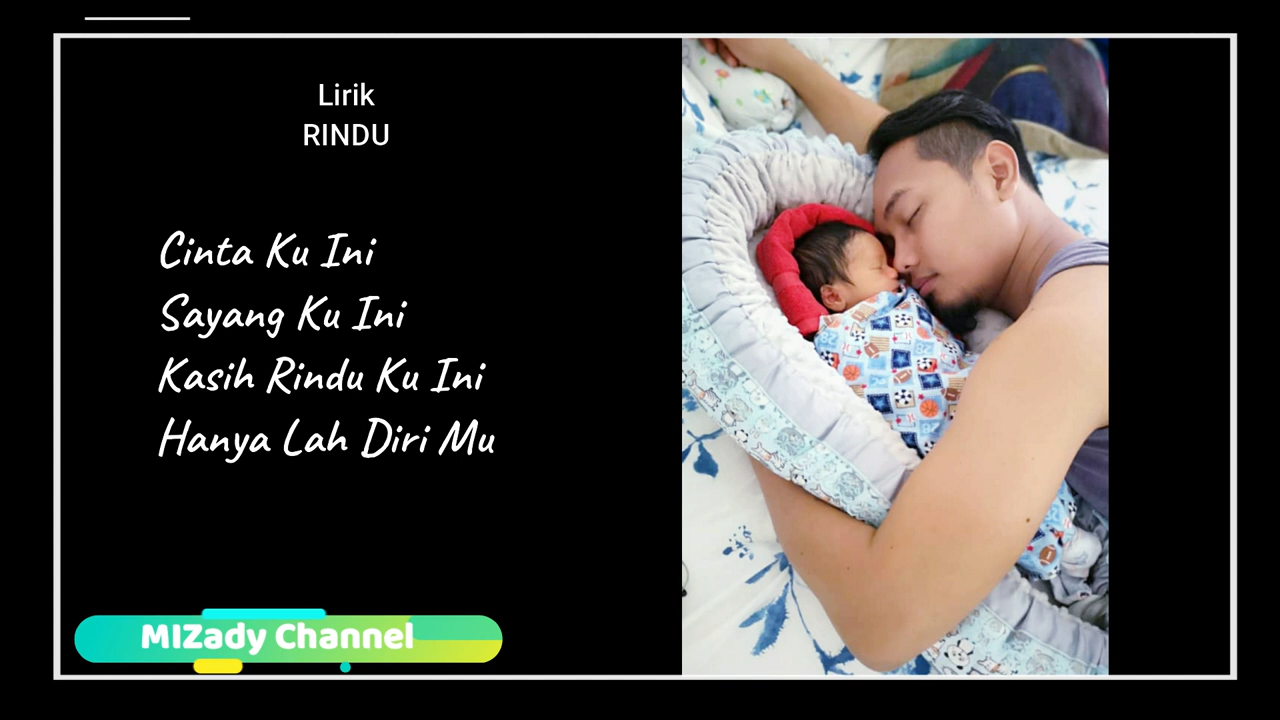 Lirik
RINDU
Cinta Ku Ini
Sayang Ku Ini
Kasih Rindu Ku Ini
Hanya Lah Diri Mu
MIZady Channel